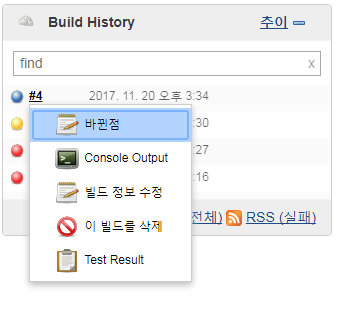 Build History 추이
find x
#4 2017. 11. 20 오후 3:34
바뀐점 :30
Console Output :27
빌드 정보 수정 :16
이 빌드를 삭제 전체) RSS (실패)
Test Result